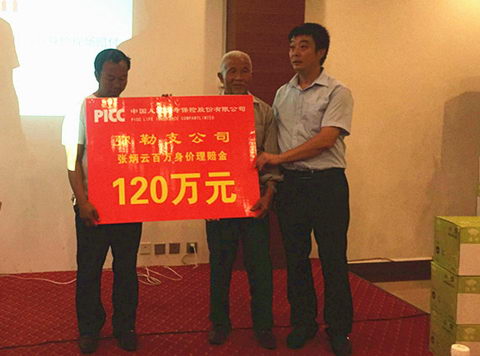 PICC 中国人民人寿保险股份有限公司
PICC LIFE INSURANCE COMPANY LIMITED
弥勒支公司
张炳云百万身价理赔金
120万元